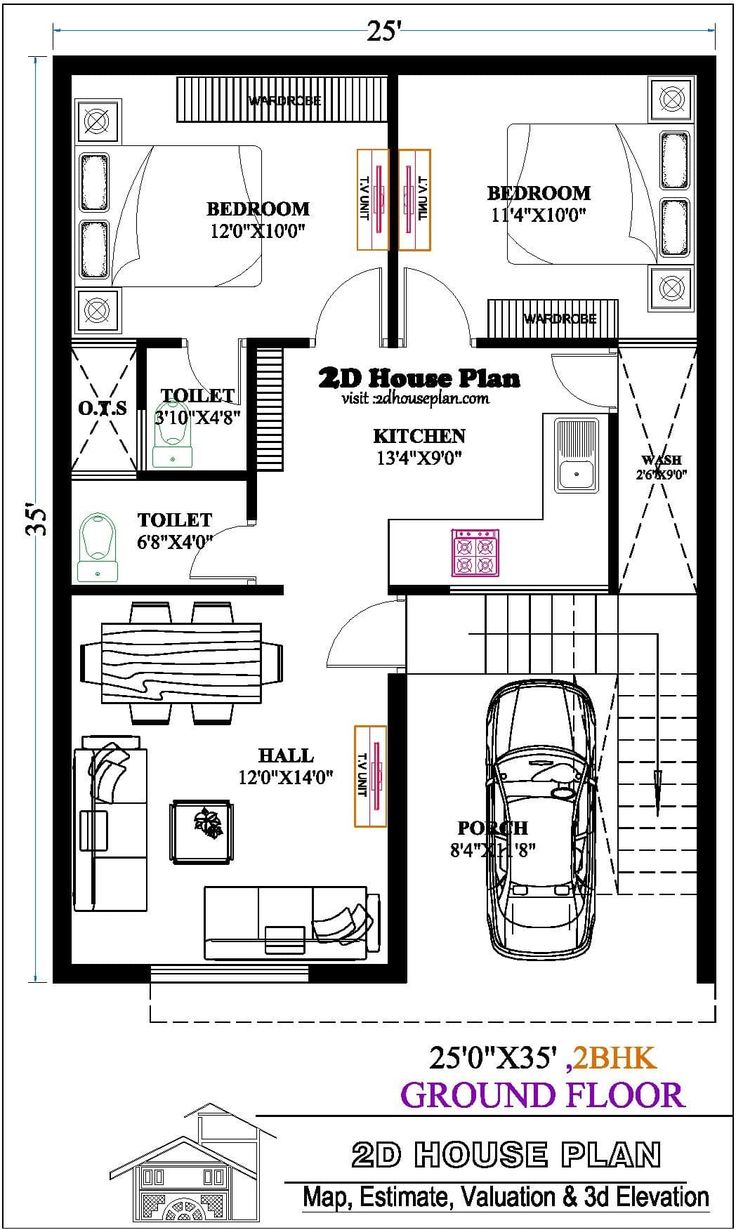 25'
35'
WARDROBE
BEDROOM
12'0"X10'0"
T.V UNIT
T.V UNIT
BEDROOM
11'4"X10'0"
WARDROBE
O.T.S
TOILET
3'10"X4'8"
2D House Plan
visit :2dhouseplan.com
KITCHEN
13'4"X9'0"
WASH
2'6"X9'0"
TOILET
6'8"X4'0"
HALL
12'0"X14'0"
T.V UNIT
PORCH
8'4"X11'8"
25'0"X35' ,2BHK
GROUND FLOOR
2D HOUSE PLAN
Map, Estimate, Valuation & 3d Elevation